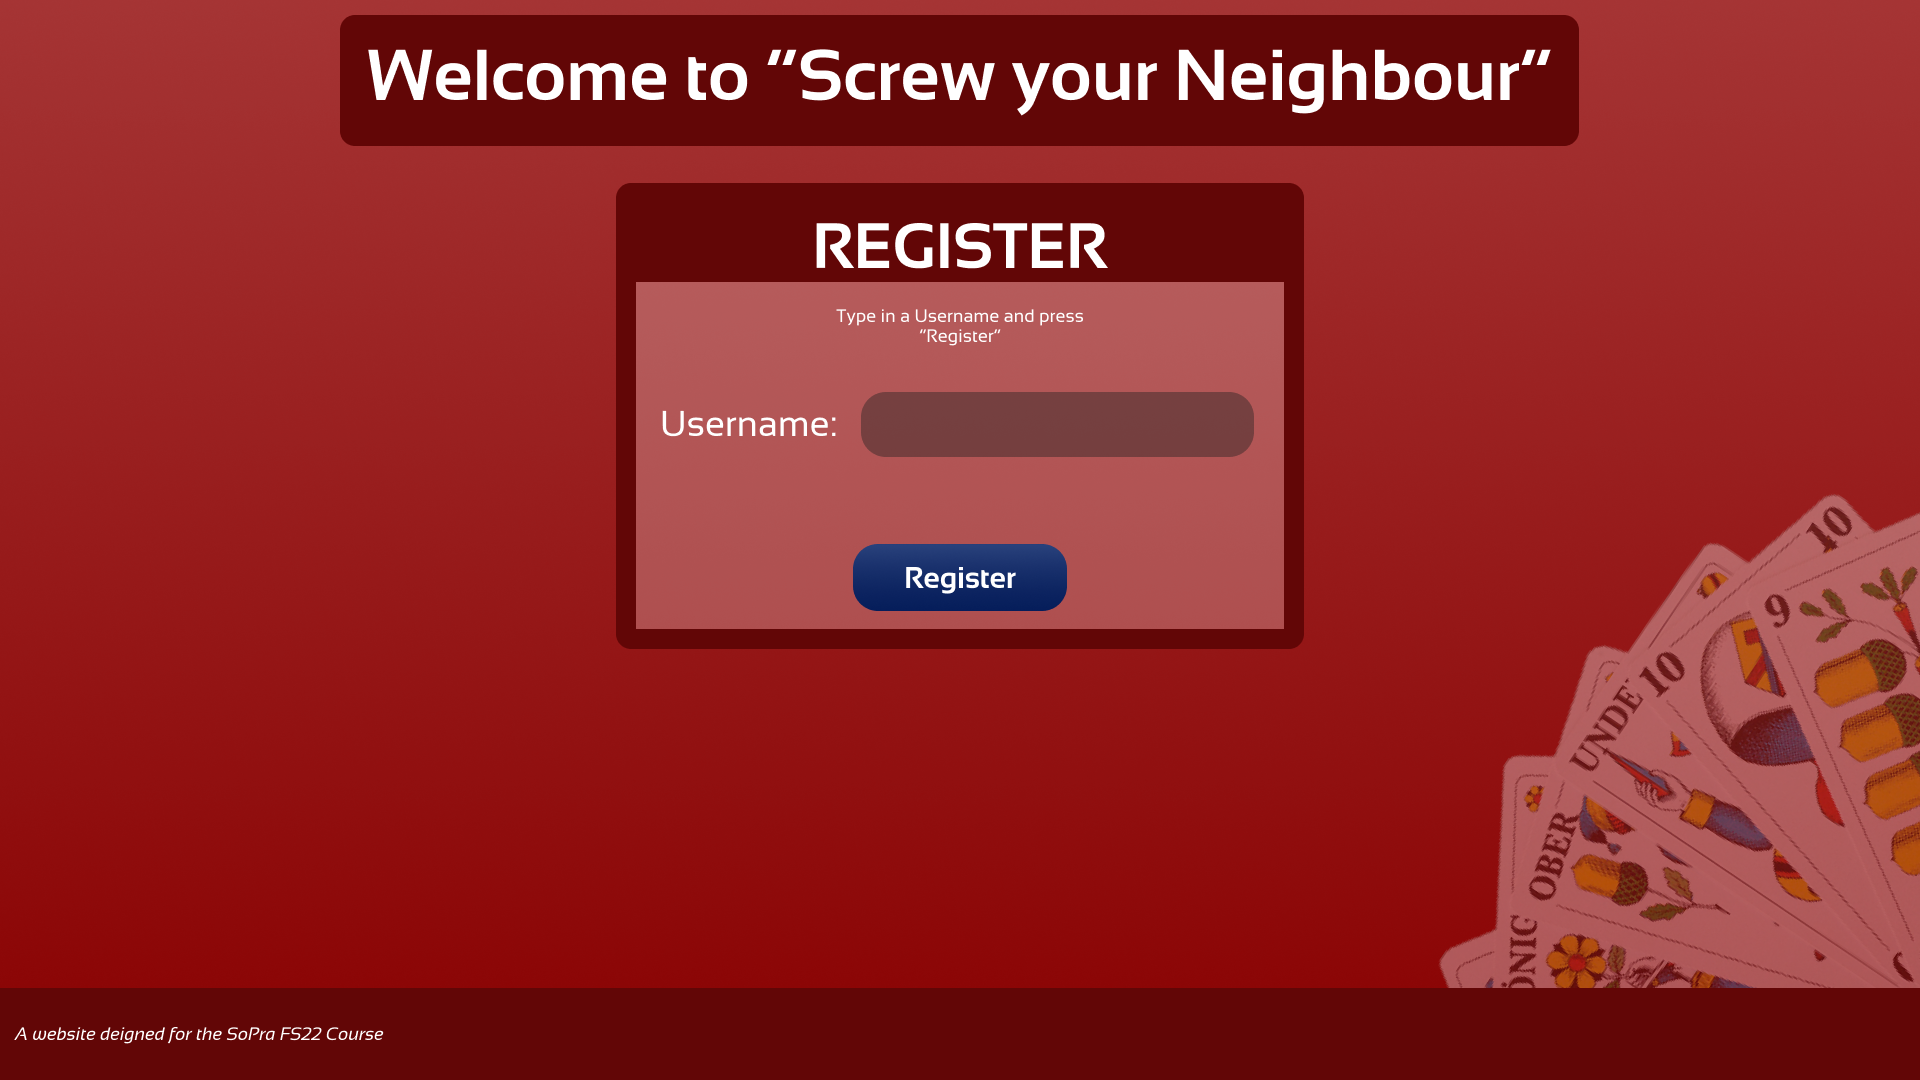 Welcome to “Screw your Neighbour“
REGISTER
Type in a Username and press
“Register“
Username:
Register
10
9
10
UNDE
OBER
ÖNIG
A website deigned for the SoPra FS22 Course